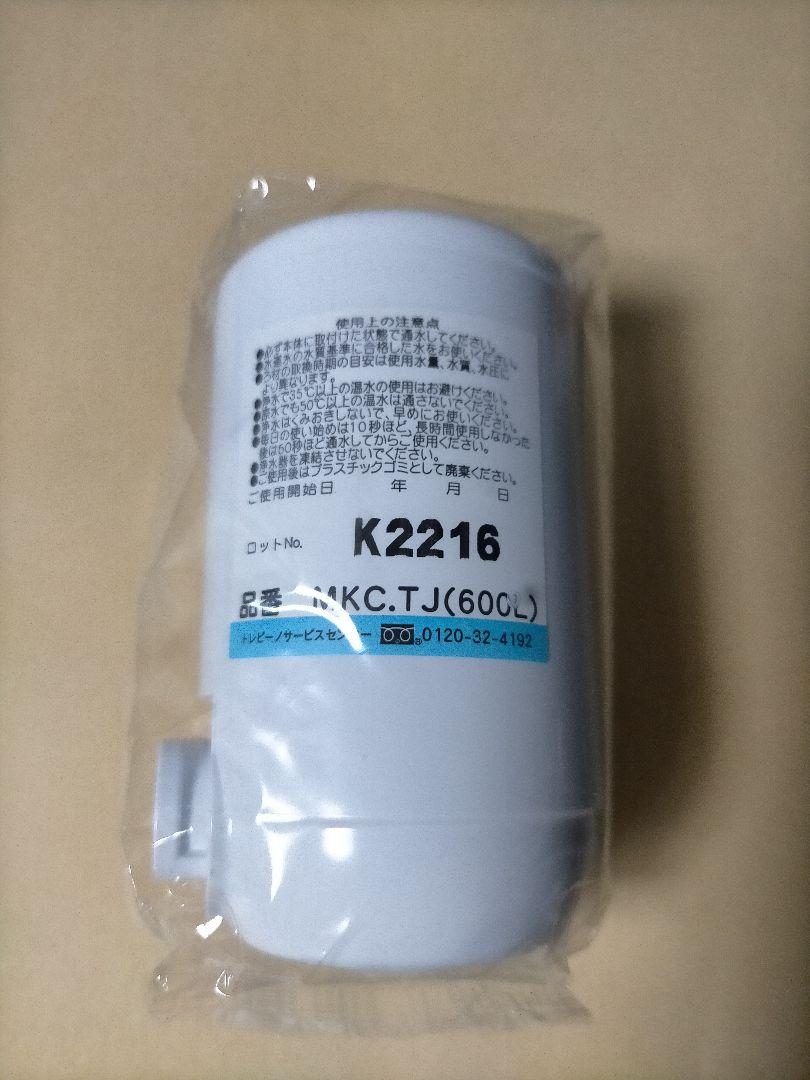 使用上の注意点
●必ず本体に取付けた状態で通水してください。
●水道水の水質基準に合格した水をお使いください。
●ろ材の取換時期の目安は使用水量、水質、水圧に
より異なります。
●浄水で35℃以上の温水の使用はお避けください。
●原水でも50℃以上の温水は通さないでください。
●浄水はくみおきしないで、早めにお使いください。
●毎日の使い始めは10秒ほど、長時間使用しなかった
後は60秒ほど通水してからご使用ください。
●浄水器を凍結させないでください。
●ご使用後はプラスチックゴミとして廃棄ください。
ご使用開始日 年 月 日
ロットNo. K2216
品番 MKC.TJ(600L)
トレビーノサービスセンター 0120-32-4192